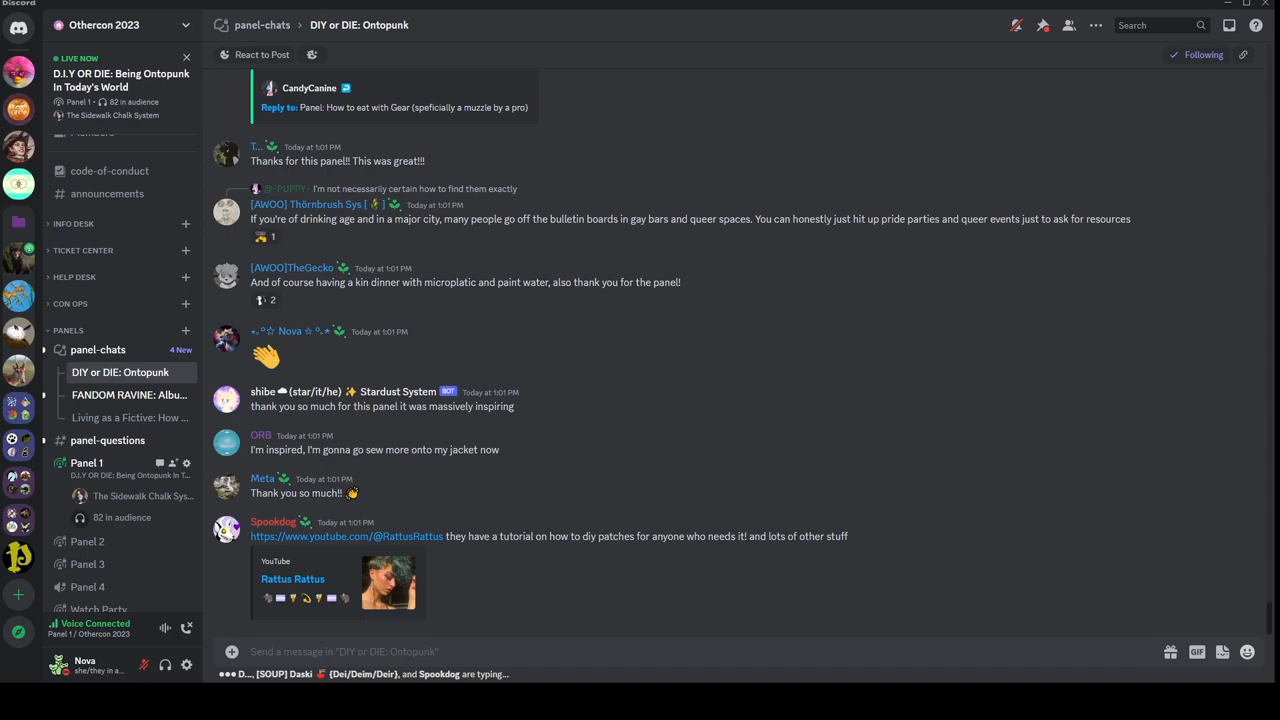 Discord
Othercon 2023
panel-chats
DIY or DIE: Ontopunk
Search
LIVE NOW
D.I.Y OR DIE: Being Ontopunk
In Today's World
Panel 1 • 82 in audience
The Sidewalk Chalk System
Members
code-of-conduct
announcements
INFO DESK
TICKET CENTER
HELP DESK
CON OPS
PANELS
panel-chats
4 New
DIY or DIE: Ontopunk
FANDOM RAVINE: Albu...
Living as a Fictive: How ...
panel-questions
Panel 1
D.I.Y OR DIE: Being Ontopunk In T...
The Sidewalk Chalk Sys...
82 in audience
Panel 2
Panel 3
Panel 4
Watch Party
Voice Connected
Panel 1 / Othercon 2023
Nova
she/they in a...
React to Post
Following
CandyCanine
Reply to: Panel: How to eat with Gear (speficially a muzzle by a pro)
T... Today at 1:01 PM
Thanks for this panel!! This was great!!!
@-PUPPY- I'm not necessarily certain how to find them exactly
[AWOO] Thörnbrush Sys [ ] Today at 1:01 PM
If you're of drinking age and in a major city, many people go off the bulletin boards in gay bars and queer spaces. You can honestly just hit up pride parties and queer events just to ask for resources
1
[AWOO]TheGecko Today at 1:01 PM
And of course having a kin dinner with microplatic and paint water, also thank you for the panel!
2
⋆｡°☆ Nova ☆ °｡⋆ Today at 1:01 PM
👏
shibe ☁ (star/it/he) ✨ Stardust System BOT Today at 1:01 PM
thank you so much for this panel it was massively inspiring
ORB Today at 1:01 PM
I'm inspired, I'm gonna go sew more onto my jacket now
Meta Today at 1:01 PM
Thank you so much!! 👏
Spookdog Today at 1:01 PM
https://www.youtube.com/@RattusRattus they have a tutorial on how to diy patches for anyone who needs it! and lots of other stuff
YouTube
Rattus Rattus
Send a message in "DIY or DIE: Ontopunk"
GIF
D..., [SOUP] Daski {Dei/Deim/Deir}, and Spookdog are typing...